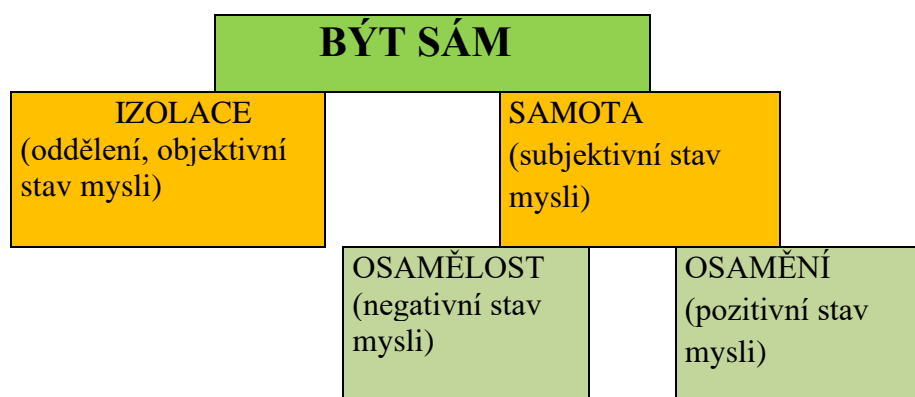 BÝT SÁM
IZOLACE
(oddělení, objektivní
stav mysli)
SAMOTA
(subjektivní stav
mysli)
OSAMĚLOST
(negativní stav
mysli)
OSAMĚNÍ
(pozitivní stav
mysli)